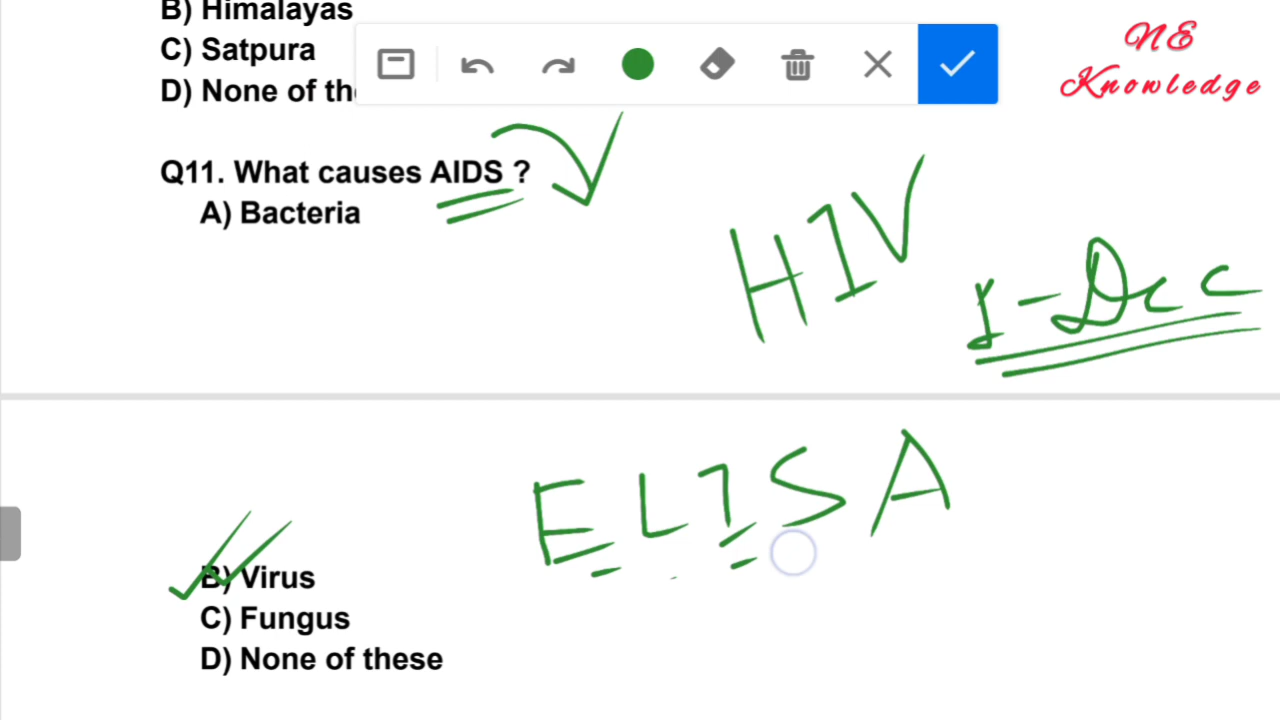 B) Himalayas
C) Satpura
D) None of the
NE
Knowledge
Q11. What causes AIDS ?
A) Bacteria
HIV
1-Dec
ELISA
B) Virus
C) Fungus
D) None of these